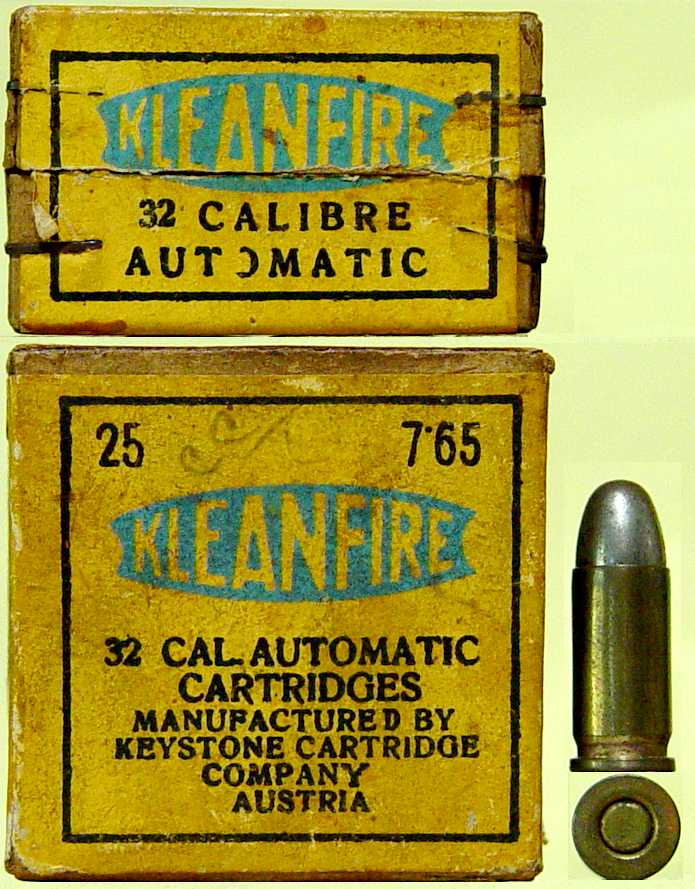 KLEANFIRE
32 CALIBRE
AUTOMATIC
25 7·65
KLEANFIRE
32 CAL. AUTOMATIC
CARTRIDGES
MANUFACTURED BY
KEYSTONE CARTRIDGE
COMPANY
AUSTRIA